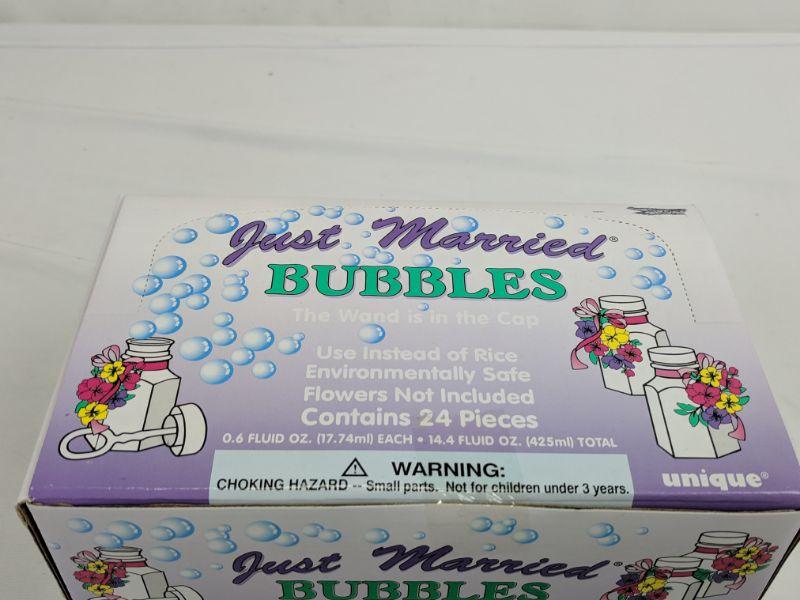 Just Married®
BUBBLES
The Wand is in the Cap
Use Instead of Rice
Environmentally Safe
Flowers Not Included
Contains 24 Pieces
0.6 FLUID OZ. (17.74ml) EACH • 14.4 FLUID OZ. (425ml) TOTAL
⚠ WARNING:
CHOKING HAZARD -- Small parts. Not for children under 3 years.
unique®
Just Married®
BUBBLES